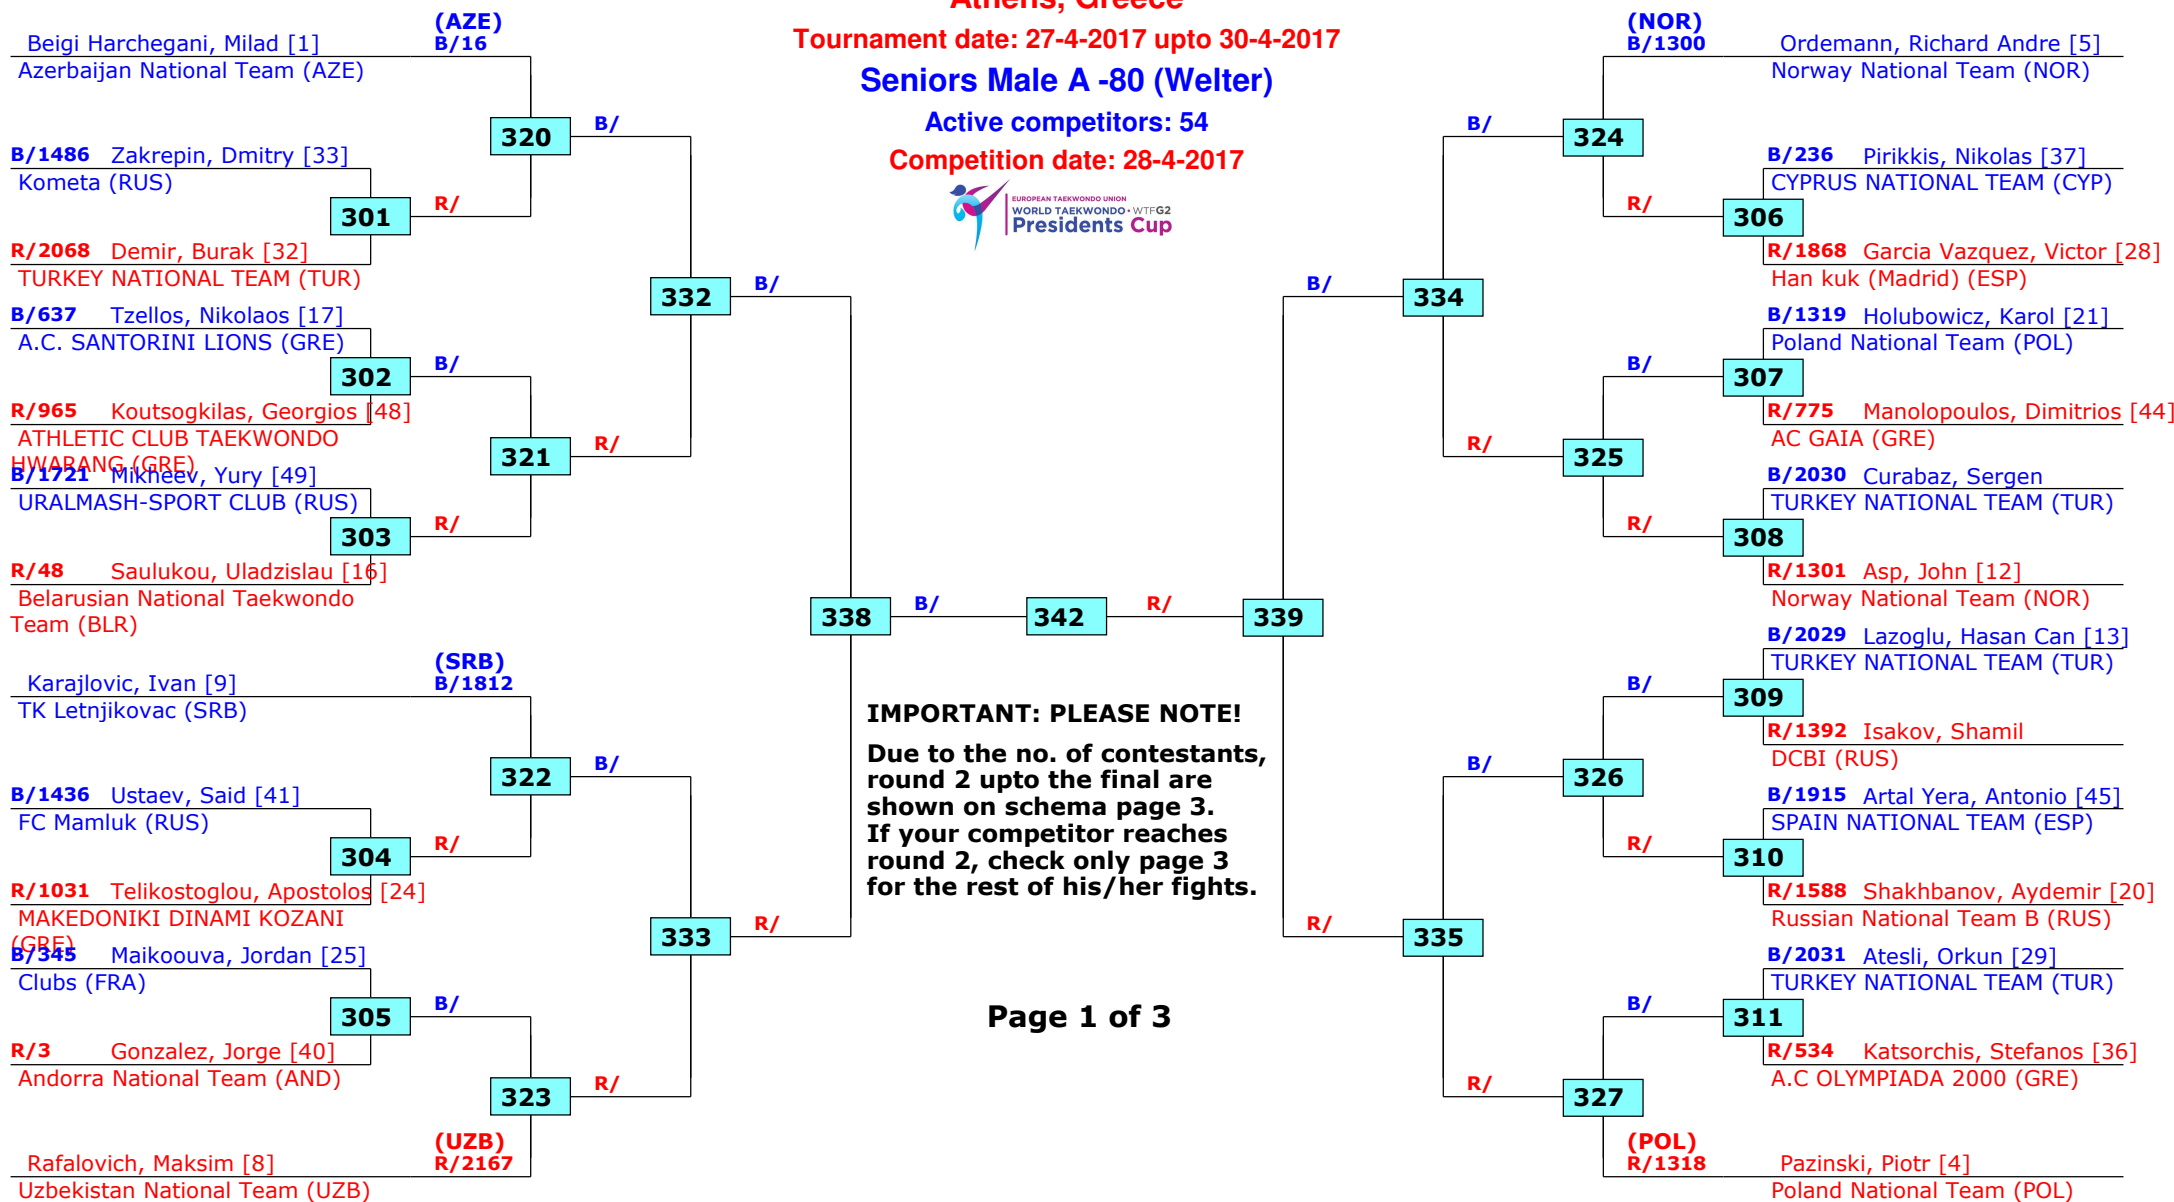 Athens, Greece
Tournament date: 27-4-2017 upto 30-4-2017
Seniors Male A -80 (Welter)
Active competitors: 54
Competition date: 28-4-2017
EUROPEAN TAEKWONDO UNION
WORLD TAEKWONDO • WTFG2
Presidents Cup
(AZE)
Beigi Harchegani, Milad [1] B/16
Azerbaijan National Team (AZE)
320
B/
B/1486 Zakrepin, Dmitry [33]
Kometa (RUS)
301
R/
R/2068 Demir, Burak [32]
TURKEY NATIONAL TEAM (TUR)
332
B/
B/637 Tzellos, Nikolaos [17]
A.C. SANTORINI LIONS (GRE)
302
B/
R/965 Koutsogkilas, Georgios [48]
ATHLETIC CLUB TAEKWONDO
HWARANG (GRE)
321
R/
B/1721 Mikheev, Yury [49]
URALMASH-SPORT CLUB (RUS)
303
R/
R/48 Saulukou, Uladzislau [16]
Belarusian National Taekwondo
Team (BLR)
338
B/
342
R/
339
(SRB)
Karajlovic, Ivan [9] B/1812
TK Letnjikovac (SRB)
322
B/
B/1436 Ustaev, Said [41]
FC Mamluk (RUS)
304
R/
R/1031 Telikostoglou, Apostolos [24]
MAKEDONIKI DINAMI KOZANI
(GRE)
333
R/
B/345 Maikoouva, Jordan [25]
Clubs (FRA)
305
B/
R/3 Gonzalez, Jorge [40]
Andorra National Team (AND)
323
R/
(UZB)
Rafalovich, Maksim [8] R/2167
Uzbekistan National Team (UZB)
IMPORTANT: PLEASE NOTE!
Due to the no. of contestants,
round 2 upto the final are
shown on schema page 3.
If your competitor reaches
round 2, check only page 3
for the rest of his/her fights.
Page 1 of 3
(NOR)
B/1300 Ordemann, Richard Andre [5]
Norway National Team (NOR)
B/
324
B/236 Pirikkis, Nikolas [37]
CYPRUS NATIONAL TEAM (CYP)
R/
306
R/1868 Garcia Vazquez, Victor [28]
Han kuk (Madrid) (ESP)
B/
334
B/1319 Holubowicz, Karol [21]
Poland National Team (POL)
B/
307
R/775 Manolopoulos, Dimitrios [44]
AC GAIA (GRE)
R/
325
B/2030 Curabaz, Sergen
TURKEY NATIONAL TEAM (TUR)
R/
308
R/1301 Asp, John [12]
Norway National Team (NOR)
B/2029 Lazoglu, Hasan Can [13]
TURKEY NATIONAL TEAM (TUR)
B/
309
R/1392 Isakov, Shamil
DCBI (RUS)
B/
326
B/1915 Artal Yera, Antonio [45]
SPAIN NATIONAL TEAM (ESP)
R/
310
R/1588 Shakhbanov, Aydemir [20]
Russian National Team B (RUS)
R/
335
B/2031 Atesli, Orkun [29]
TURKEY NATIONAL TEAM (TUR)
B/
311
R/534 Katsorchis, Stefanos [36]
A.C OLYMPIADA 2000 (GRE)
R/
327
(POL)
R/1318 Pazinski, Piotr [4]
Poland National Team (POL)